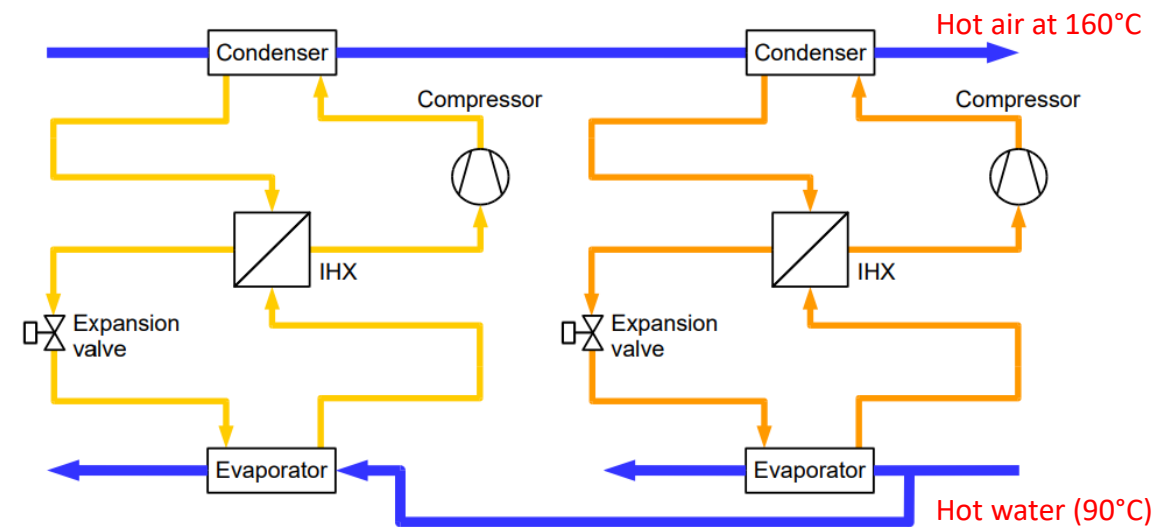 Hot air at 160°C
Condenser
Condenser
Compressor
Compressor
IHX
IHX
Expansion
valve
Expansion
valve
Evaporator
Evaporator
Hot water (90°C)